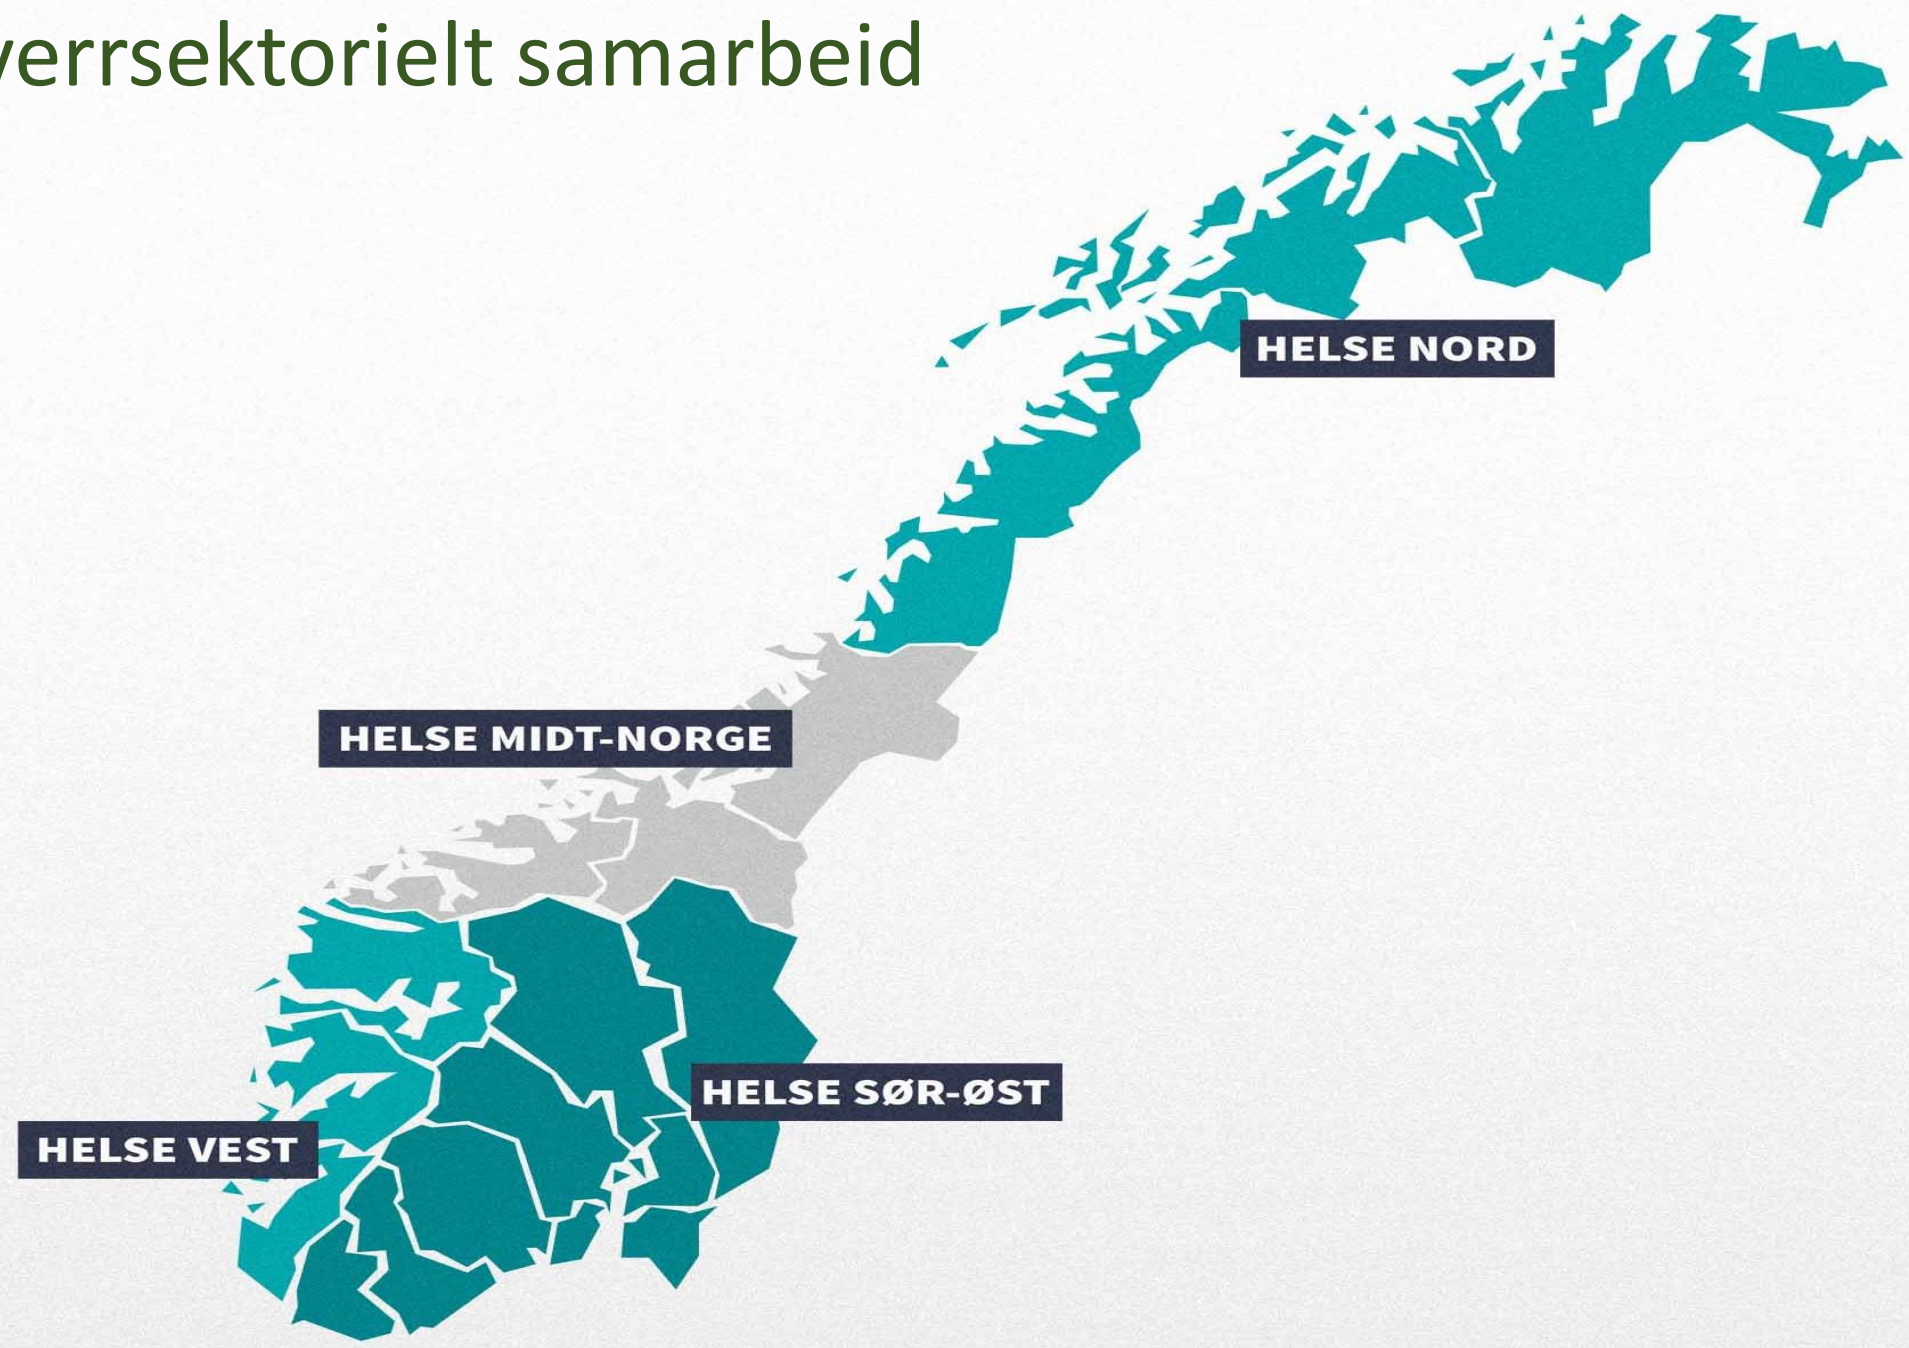 verrsektorielt samarbeid
HELSE NORD
HELSE MIDT-NORGE
HELSE SØR-ØST
HELSE VEST